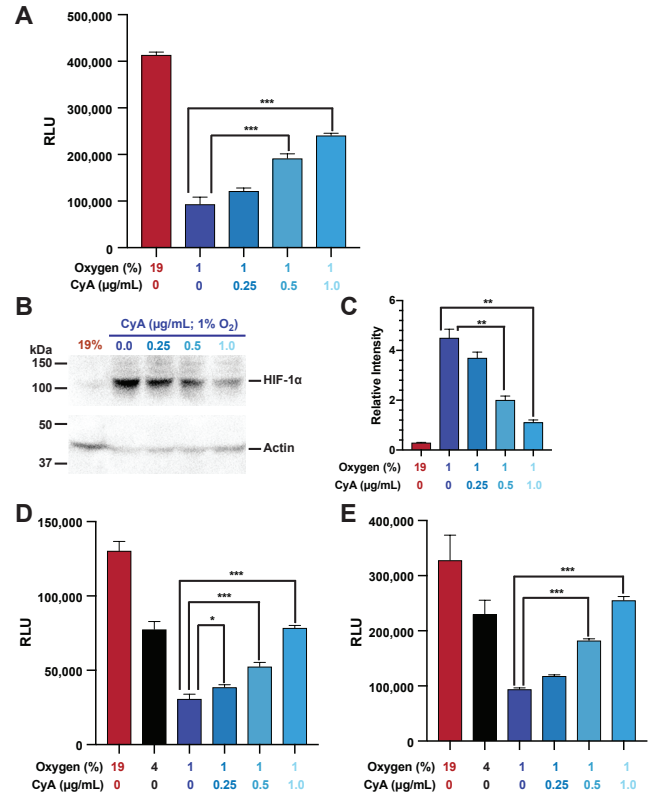 A
500,000
400,000
300,000
200,000
100,000
0
RLU
***
***
Oxygen (%) 19 1 1 1 1
CyA (µg/mL) 0 0 0.25 0.5 1.0
B
CyA (µg/mL; 1% O2)
19% 0.0 0.25 0.5 1.0
kDa
150
100
HIF-1α
50
37
Actin
C
6
4
2
0
Relative Intensity
**
**
Oxygen (%) 19 1 1 1 1
CyA (µg/mL) 0 0 0.25 0.5 1.0
D
150,000
100,000
50,000
0
RLU
***
***
*
Oxygen (%) 19 4 1 1 1 1
CyA (µg/mL) 0 0 0 0.25 0.5 1.0
E
400,000
300,000
200,000
100,000
0
RLU
***
***
Oxygen (%) 19 4 1 1 1 1
CyA (µg/mL) 0 0 0 0.25 0.5 1.0